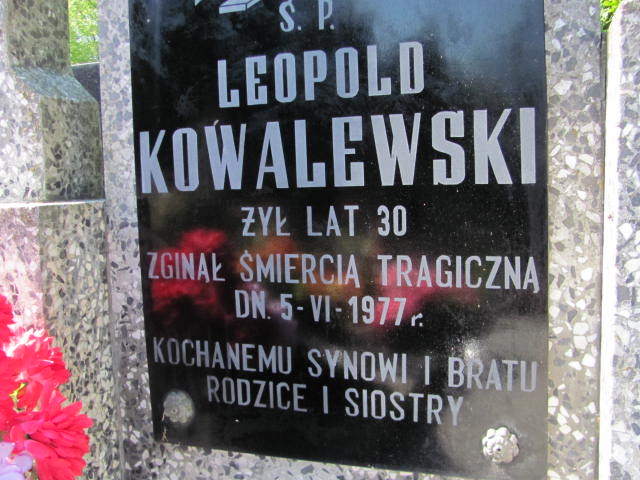 Ś. P.
LEOPOLD
KOWALEWSKI
ŻYŁ LAT 30
ZGINĄŁ ŚMIERCIĄ TRAGICZNĄ
DN. 5-VI-1977 r.
KOCHANEMU SYNOWI I BRATU
RODZICE I SIOSTRY